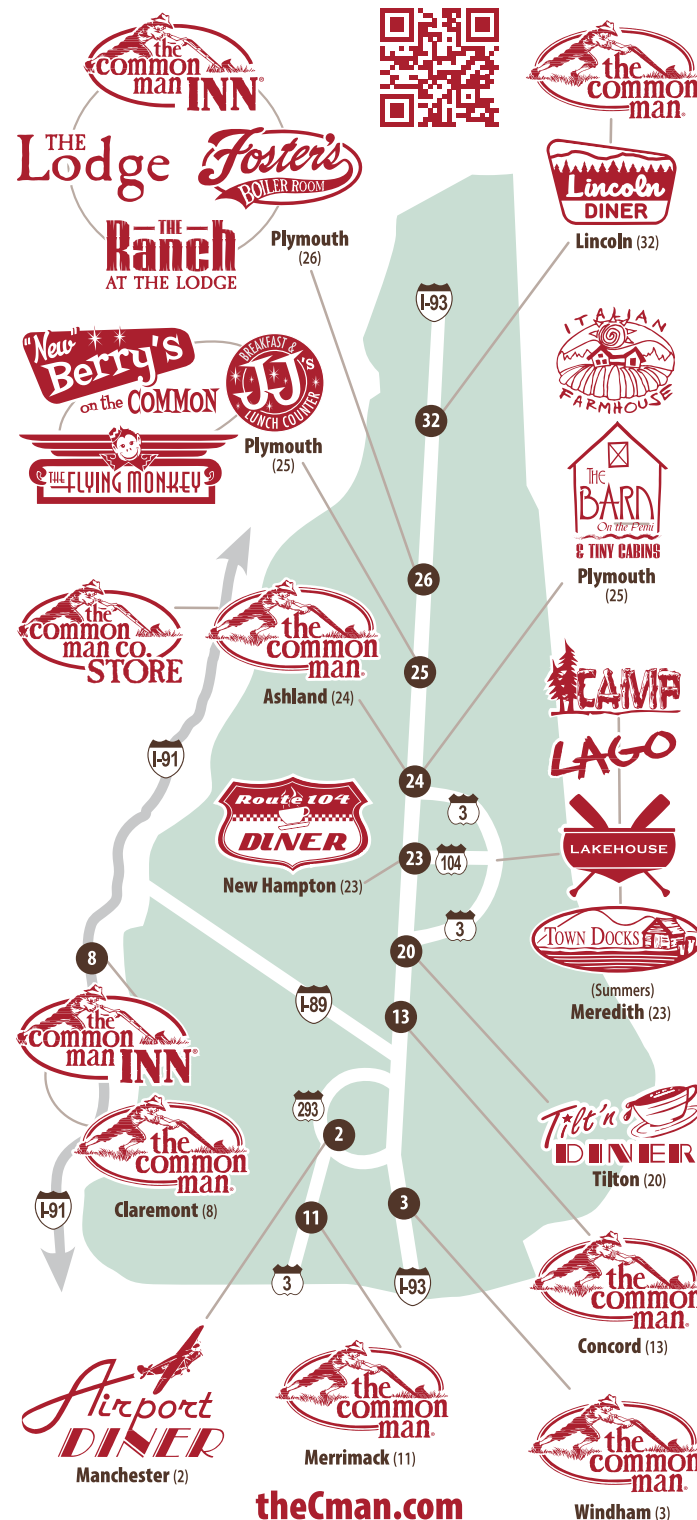 the
common
man INN®
THE
Lodge
Foster's
BOILER ROOM
THE
Ranch
AT THE LODGE
Plymouth
(26)
the
common
man®
Lincoln
DINER
Lincoln (32)
I-93
"New"
Berry's
on the COMMON
BREAKFAST &
JJ's
LUNCH COUNTER
THE FLYING MONKEY
Plymouth
(25)
ITALIAN
FARMHOUSE
THE
BARN
On the Pemi
& TINY CABINS
Plymouth
(25)
32
26
25
24
the
common
man co.
STORE
the
common
man®
Ashland (24)
I-91
CAMP
LAGO
LAKEHOUSE
TOWN DOCKS
(Summers)
Meredith (23)
Route 104
DINER
New Hampton (23)
3
23
104
3
20
13
8
I-89
the
common
man INN®
the
common
man®
Claremont (8)
I-91
293
2
11
3
3
I-93
Tilt'n
DINER
Tilton (20)
the
common
man®
Concord (13)
Airport
DINER
Manchester (2)
the
common
man®
Merrimack (11)
the
common
man®
Windham (3)
theCman.com